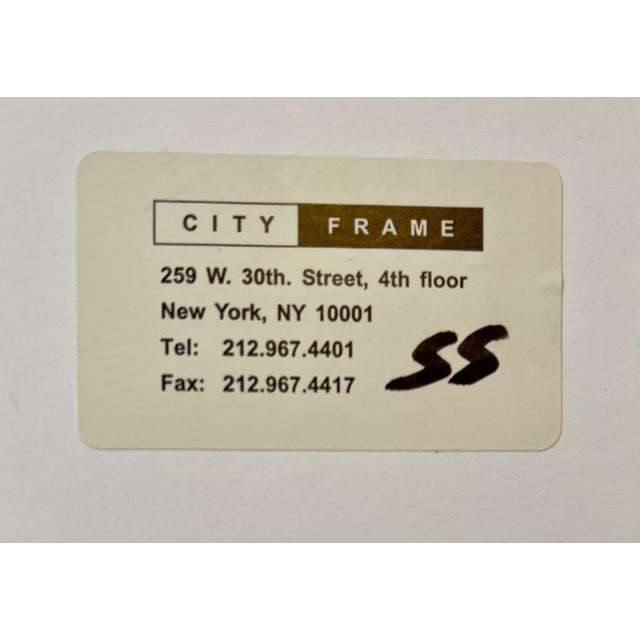 CITY FRAME
259 W. 30th. Street, 4th floor
New York, NY 10001
Tel: 212.967.4401
Fax: 212.967.4417
SS